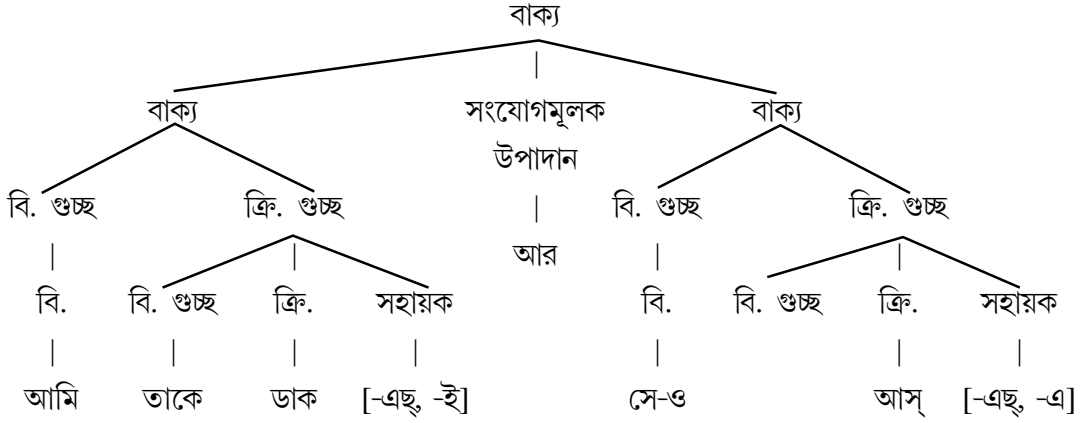 বাক্য
বাক্য সংযোগমূলক বাক্য
উপাদান
বি. গুচ্ছ ক্রি. গুচ্ছ বি. গুচ্ছ ক্রি. গুচ্ছ
আর
বি. বি. গুচ্ছ ক্রি. সহায়ক বি. বি. গুচ্ছ ক্রি. সহায়ক
আমি তাকে ডাক [-এছ্, -ই] সে-ও আস্ [-এছ্, -এ]